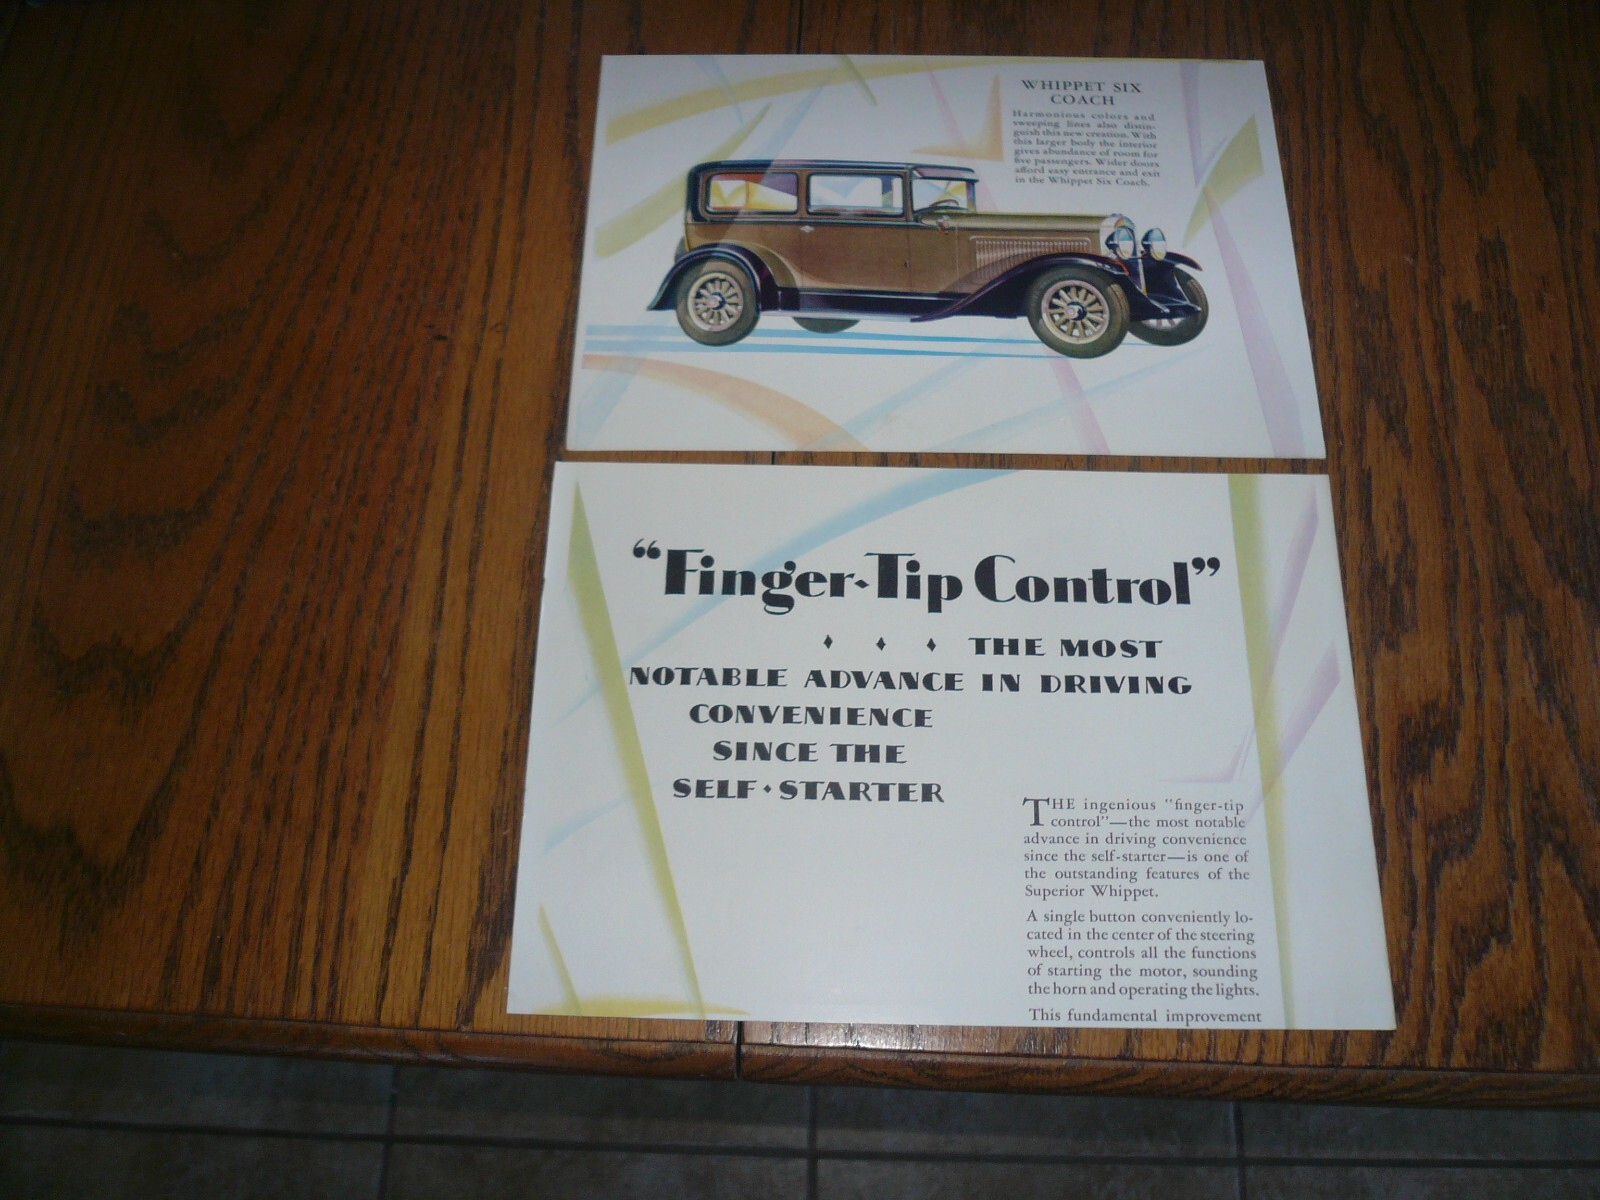 WHIPPET SIX
COACH
Harmonious colors and
sweeping lines also distin-
guish this new creation. With
this larger body the interior
gives abundance of room for
five passengers. Wider doors
afford easy entrance and exit
in the Whippet Six Coach.
“Finger-Tip Control”
THE MOST
NOTABLE ADVANCE IN DRIVING
CONVENIENCE
SINCE THE
SELF·STARTER
THE ingenious "finger-tip
control"—the most notable
advance in driving convenience
since the self-starter—is one of
the outstanding features of the
Superior Whippet.
A single button conveniently lo-
cated in the center of the steering
wheel, controls all the functions
of starting the motor, sounding
the horn and operating the lights.
This fundamental improvement